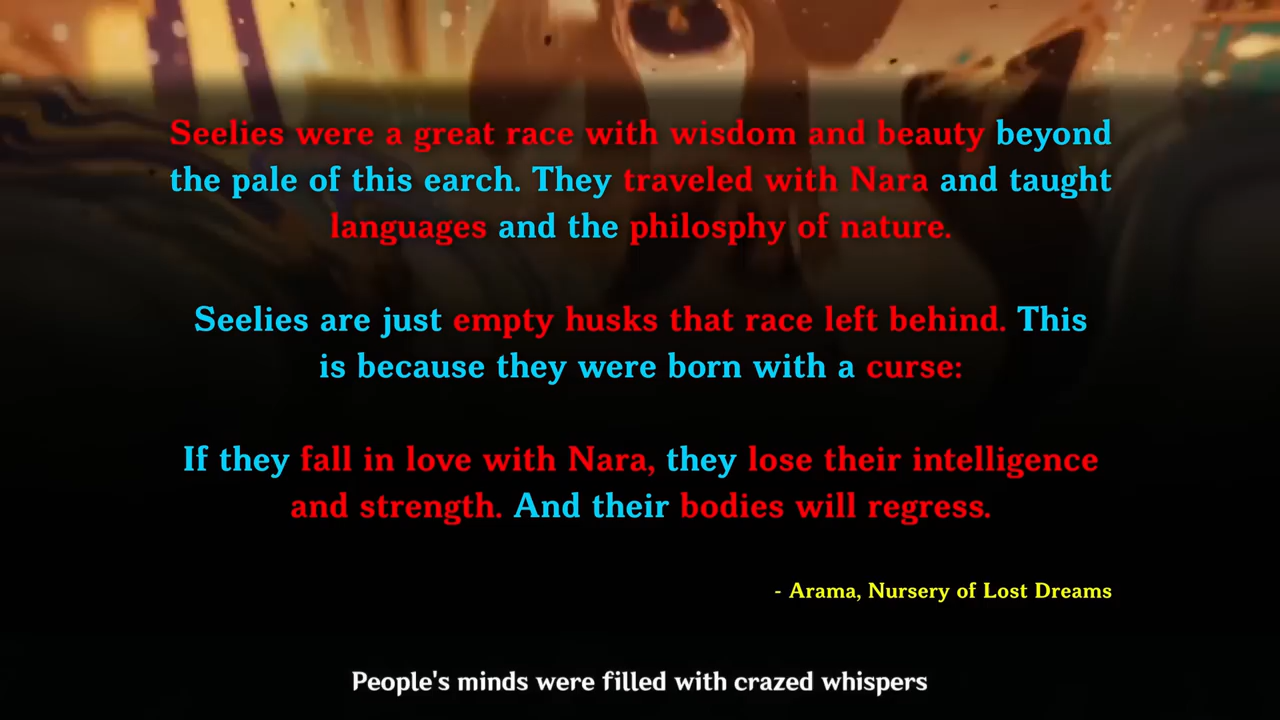 Seelies were a great race with wisdom and beauty beyond
the pale of this earch. They traveled with Nara and taught
languages and the philosphy of nature.
Seelies are just empty husks that race left behind. This
is because they were born with a curse:
If they fall in love with Nara, they lose their intelligence
and strength. And their bodies will regress.
- Arama, Nursery of Lost Dreams
People's minds were filled with crazed whispers